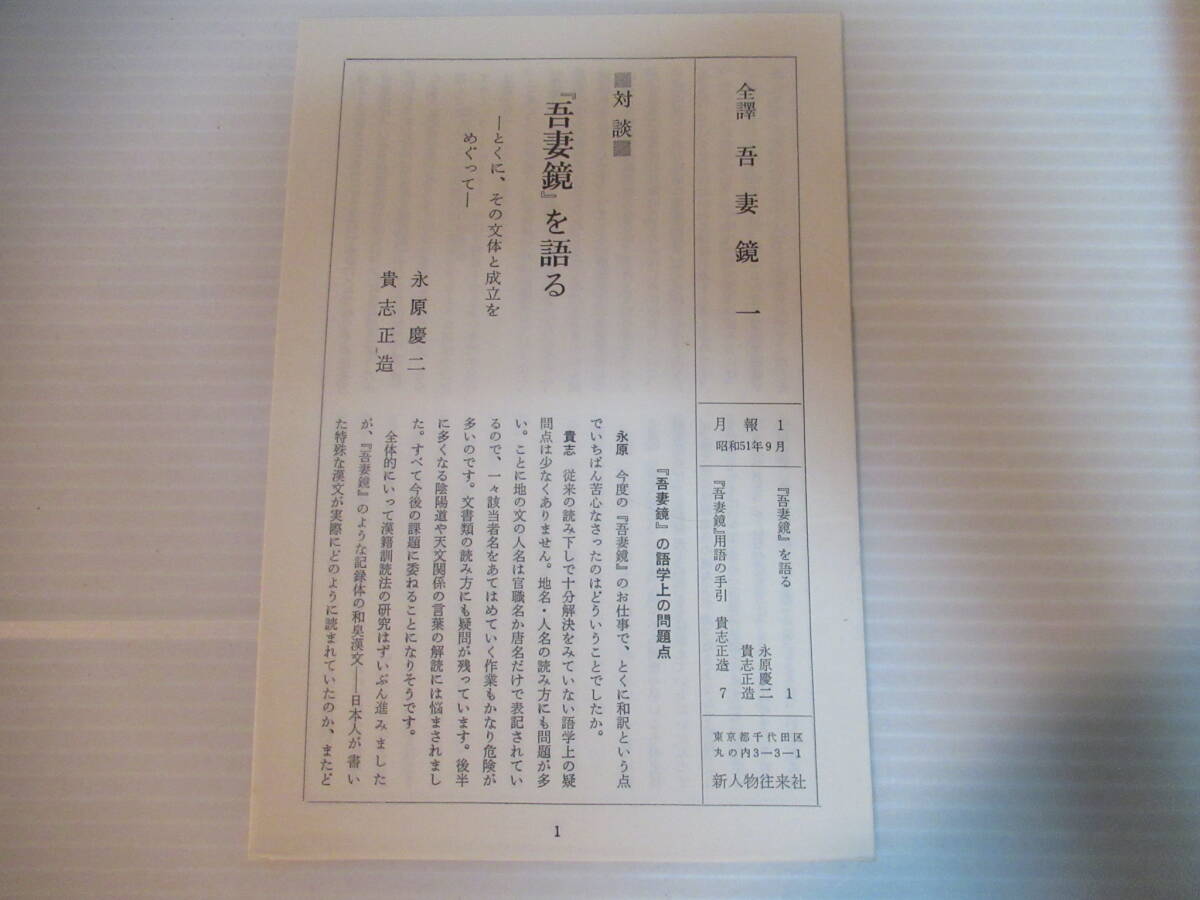 全譯 吾妻鏡 一
月報 1
昭和51年9月
『吾妻鏡』を語る
永原慶二
貴志正造 1
『吾妻鏡』用語の手引 貴志正造 7
東京都千代田区
丸の内3―3―1
新人物往来社
■対談■
『吾妻鏡』を語る
―とくに、その文体と成立を
めぐって―
永原慶二
貴志正造
『吾妻鏡』の語学上の問題点
永原 今度の『吾妻鏡』のお仕事で、とくに和訳という点
でいちばん苦心なさったのはどういうことでしたか。
貴志 従来の読み下しで十分解決をみていない語学上の疑
問点は少なくありません。地名・人名の読み方にも問題が多
い。ことに地の文の人名は官職名か唐名だけで表記されてい
るので、一々該当者名をあてはめていく作業もかなり危険が
多いのです。文書類の読み方にも疑問が残っています。後半
に多くなる陰陽道や天文関係の言葉の解読には悩まされまし
た。すべて今後の課題に委ねることになりそうです。
全体的にいって漢籍訓読法の研究はずいぶん進みました
が、『吾妻鏡』のような記録体の和臭漢文――日本人が書い
た特殊な漢文が実際にどのように読まれていたのか、またど
1